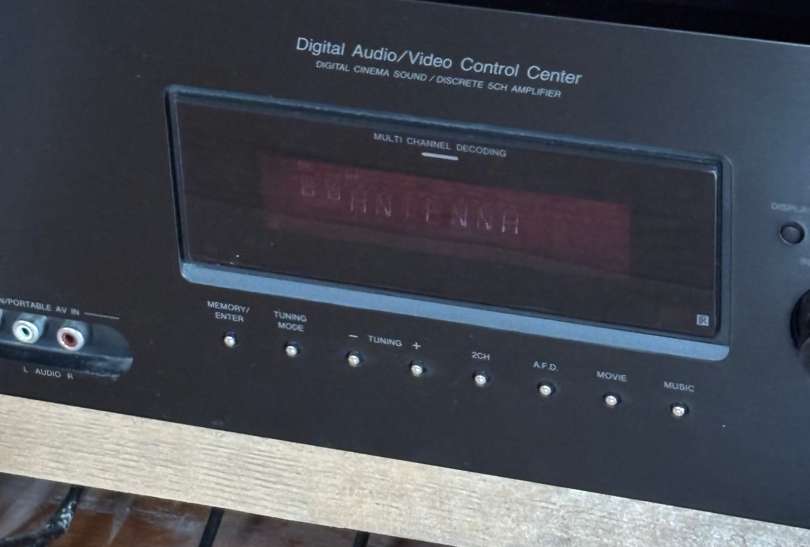 Digital Audio/Video Control Center
DIGITAL CINEMA SOUND / DISCRETE 5CH AMPLIFIER
MULTI CHANNEL DECODING
DISPLAY
N/PORTABLE AV IN
L AUDIO R
MEMORY/
ENTER
TUNING
MODE
− TUNING +
2CH
A.F.D.
MOVIE
MUSIC